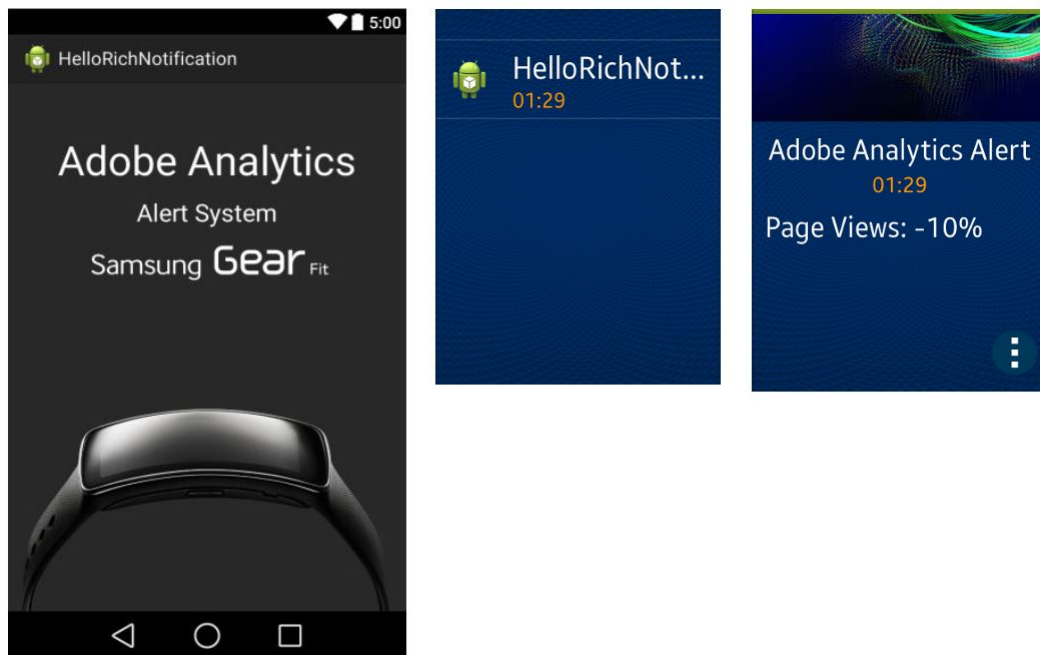 5:00
HelloRichNotification
Adobe Analytics
Alert System
Samsung Gear Fit
HelloRichNot...
01:29
Adobe Analytics Alert
01:29
Page Views: -10%